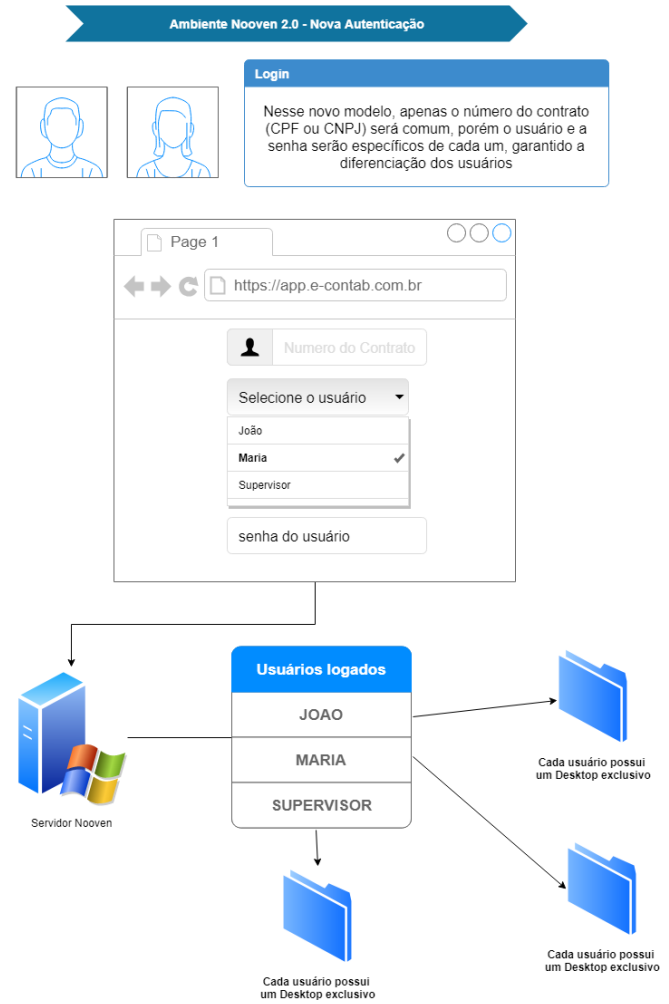 Ambiente Nooven 2.0 - Nova Autenticação
Login
Nesse novo modelo, apenas o número do contrato
(CPF ou CNPJ) será comum, porém o usuário e a
senha serão específicos de cada um, garantido a
diferenciação dos usuários
Page 1
https://app.e-contab.com.br
Numero do Contrato
Selecione o usuário
João
Maria
Supervisor
senha do usuário
Usuários logados
JOAO
MARIA
SUPERVISOR
Servidor Nooven
Cada usuário possui
um Desktop exclusivo
Cada usuário possui
um Desktop exclusivo
Cada usuário possui
um Desktop exclusivo